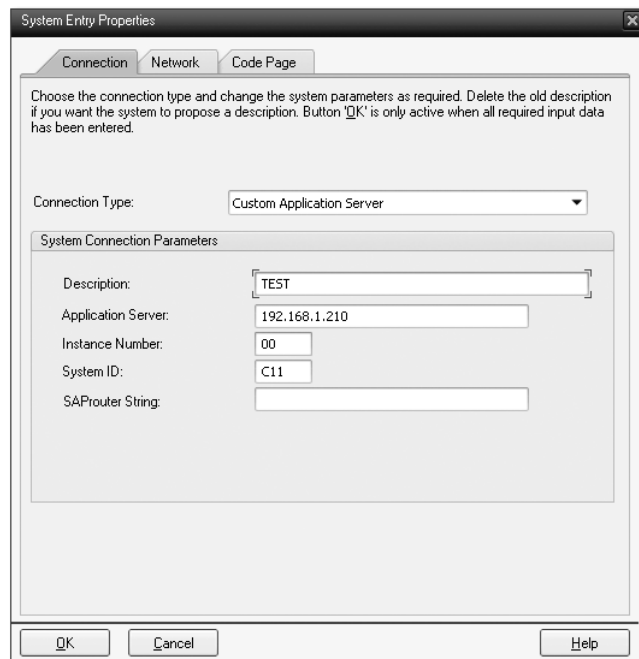 System Entry Properties
Connection Network Code Page
Choose the connection type and change the system parameters as required. Delete the old description
if you want the system to propose a description. Button 'OK' is only active when all required input data
has been entered.
Connection Type: Custom Application Server
System Connection Parameters
Description: TEST
Application Server: 192.168.1.210
Instance Number: 00
System ID: C11
SAProuter String:
OK Cancel Help